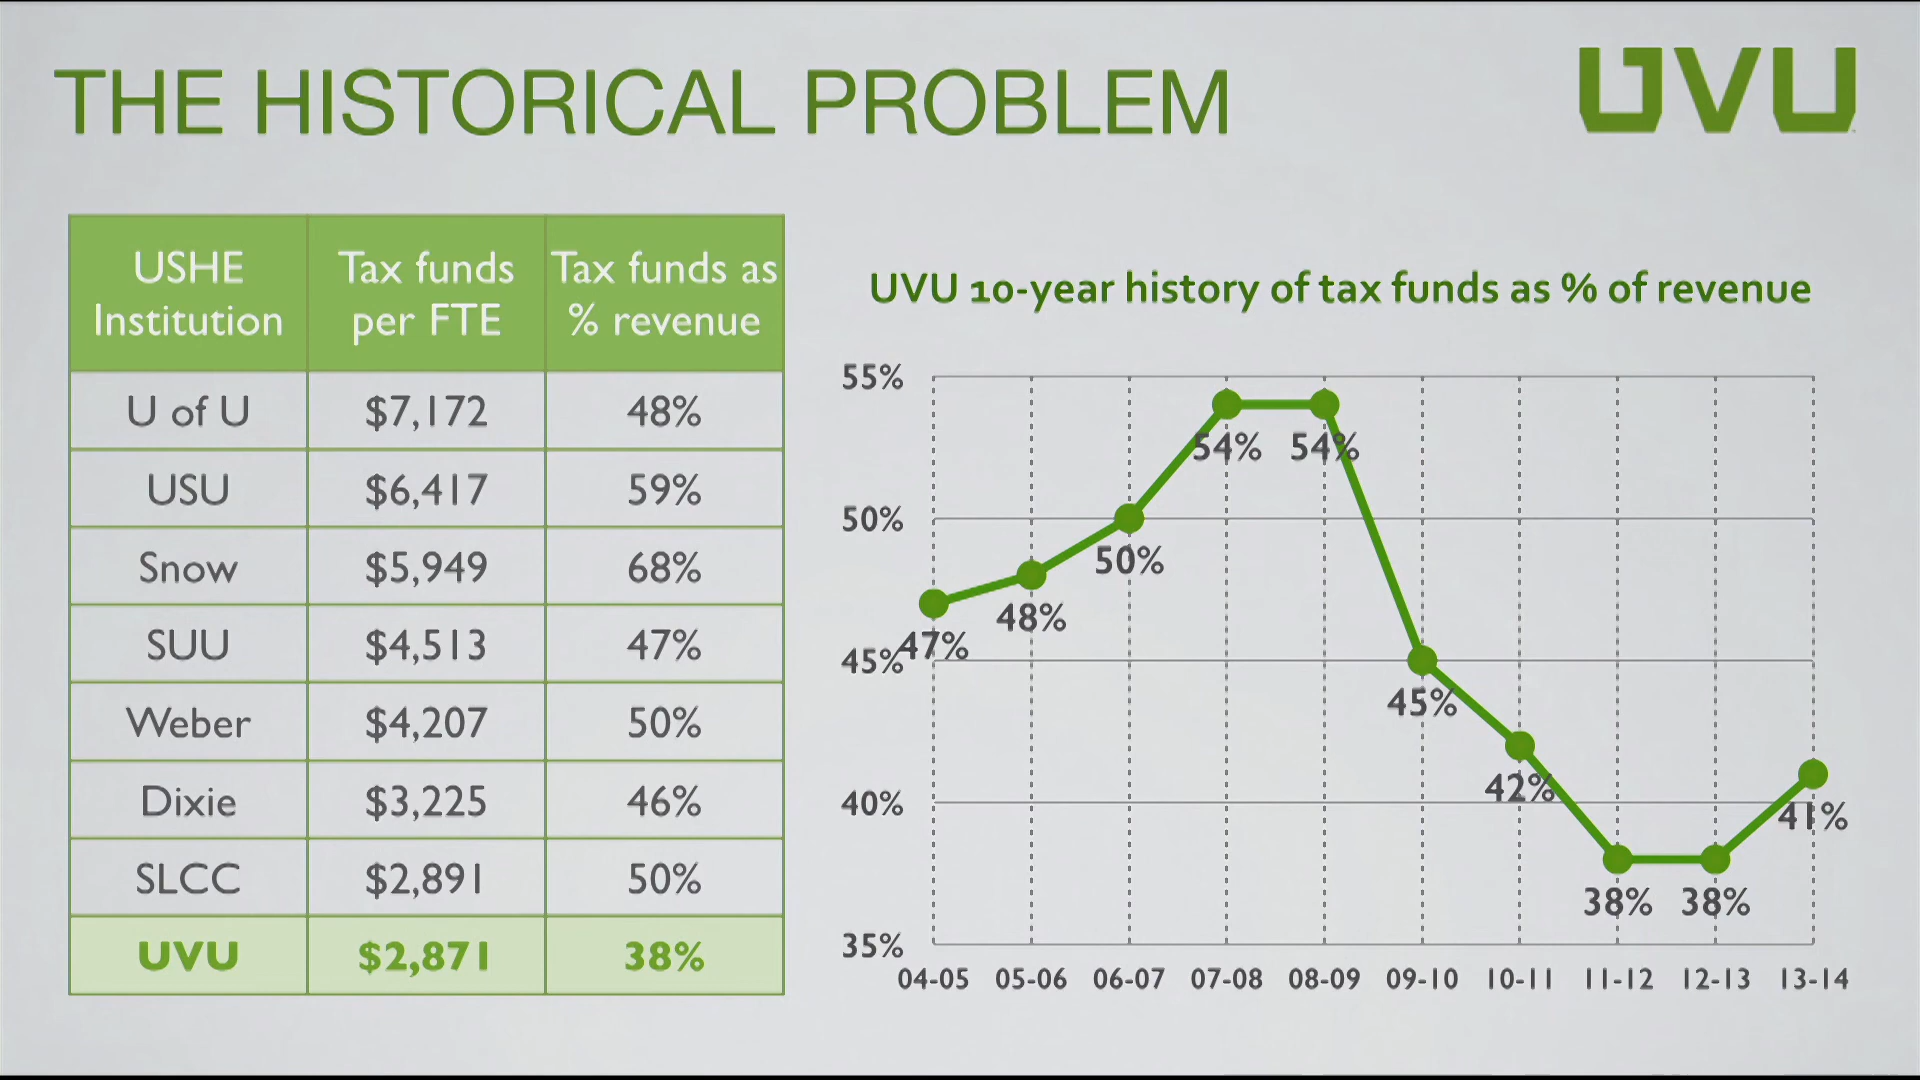 THE HISTORICAL PROBLEM
UVU
USHE Institution Tax funds per FTE Tax funds as % revenue
U of U $7,172 48%
USU $6,417 59%
Snow $5,949 68%
SUU $4,513 47%
Weber $4,207 50%
Dixie $3,225 46%
SLCC $2,891 50%
UVU $2,871 38%
UVU 10-year history of tax funds as % of revenue
55%
50%
45%
40%
35%
47%
48%
50%
54%
54%
45%
42%
38%
38%
41%
04-05 05-06 06-07 07-08 08-09 09-10 10-11 11-12 12-13 13-14